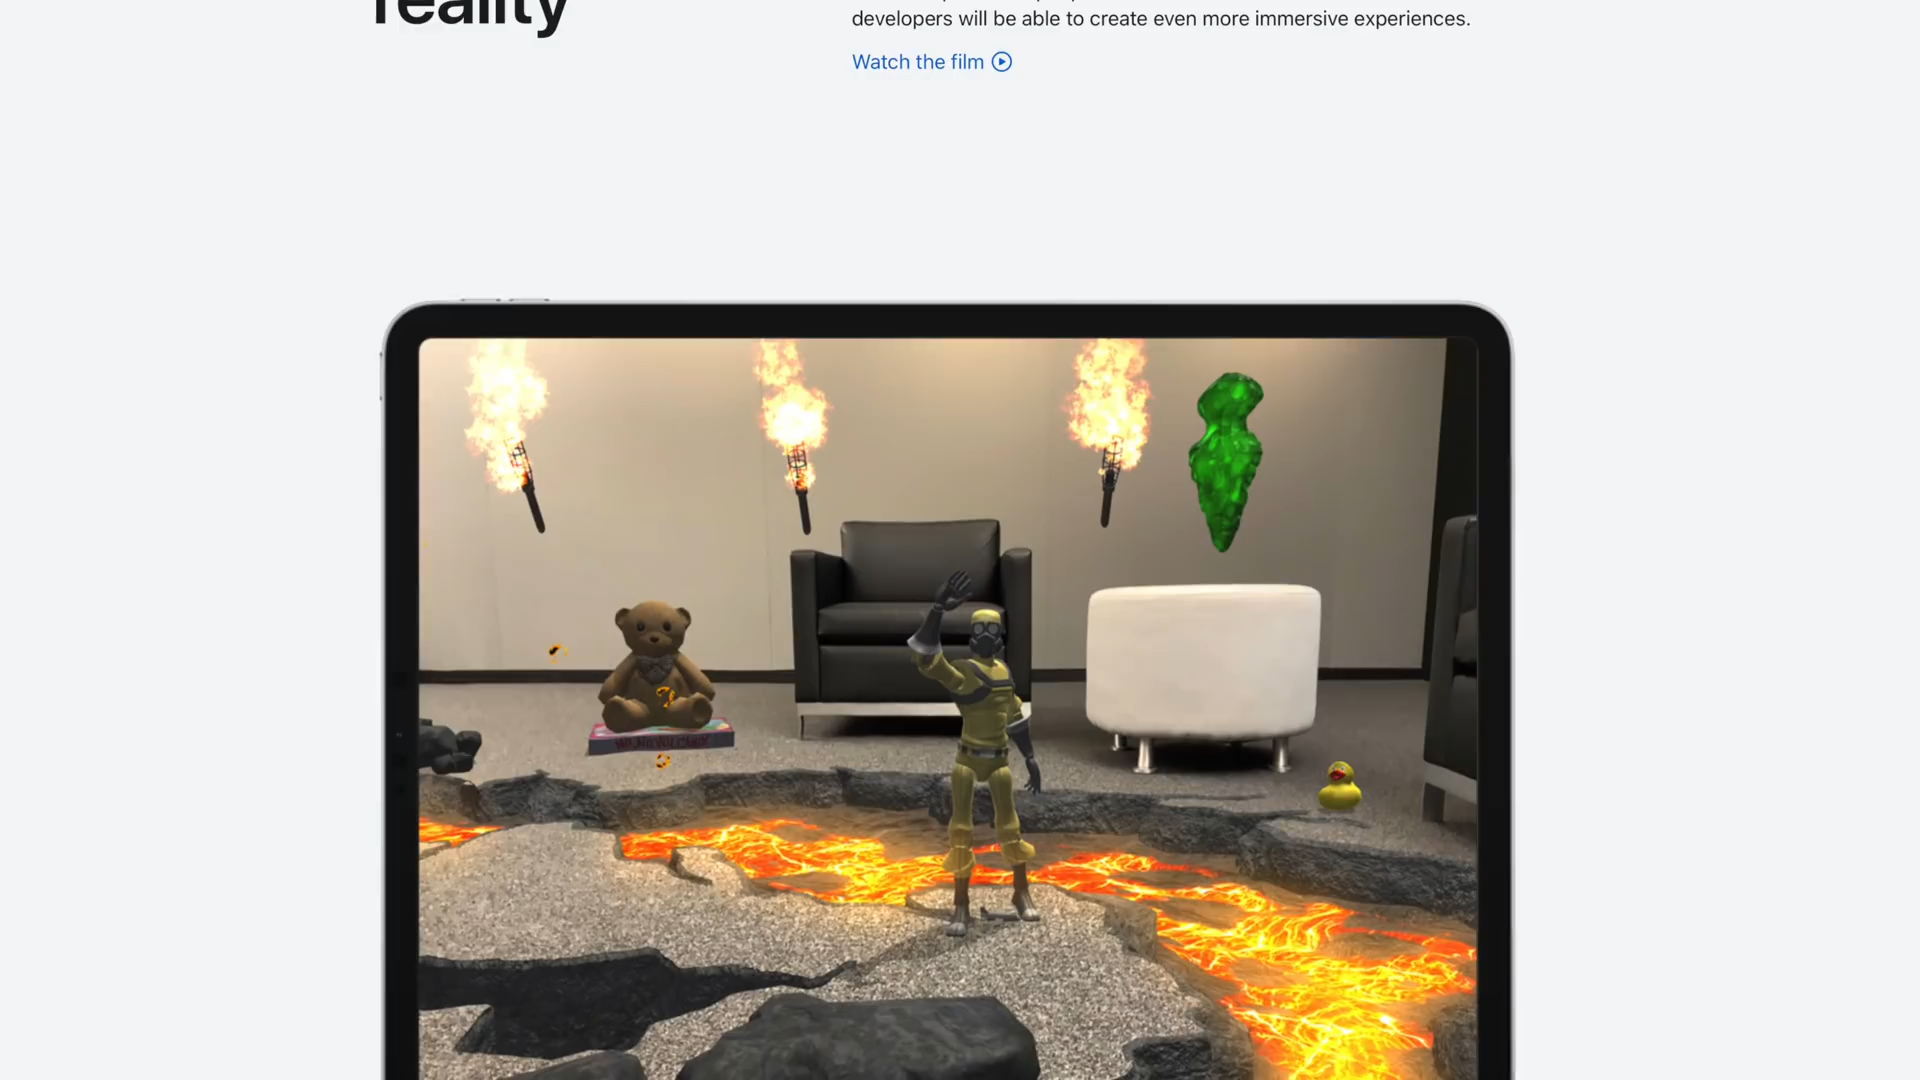 reality
developers will be able to create even more immersive experiences.
Watch the film